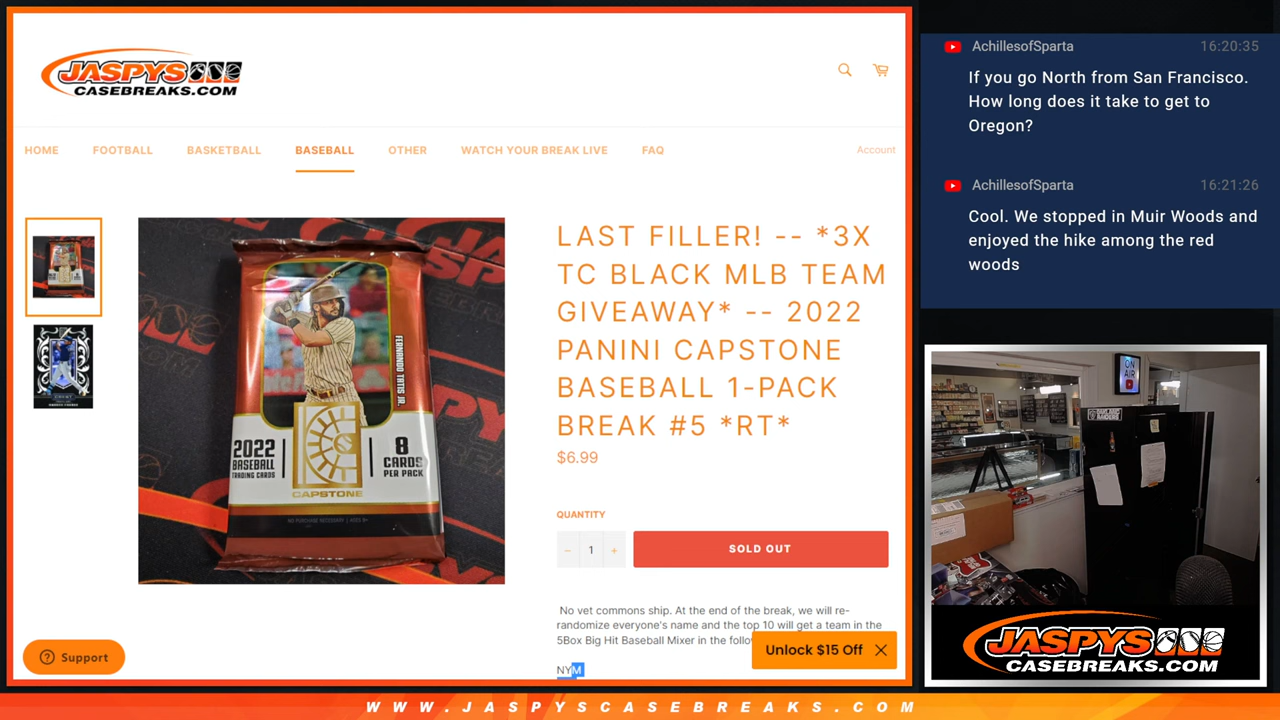 JASPYS
CASEBREAKS.COM
HOME
FOOTBALL
BASKETBALL
BASEBALL
OTHER
WATCH YOUR BREAK LIVE
FAQ
Account
LAST FILLER! -- *3X
TC BLACK MLB TEAM
GIVEAWAY* -- 2022
PANINI CAPSTONE
BASEBALL 1-PACK
BREAK #5 *RT*
$6.99
QUANTITY
− 1 +
SOLD OUT
No vet commons ship. At the end of the break, we will re-
randomize everyone's name and the top 10 will get a team in the
5Box Big Hit Baseball Mixer in the follo
NYM
Unlock $15 Off
Support
FERNANDO TATIS JR.
2022
BASEBALL
TRADING CARDS
8
CARDS
PER PACK
CAPSTONE
AchillesofSparta 16:20:35
If you go North from San Francisco.
How long does it take to get to
Oregon?
AchillesofSparta 16:21:26
Cool. We stopped in Muir Woods and
enjoyed the hike among the red
woods
ON
AIR
JASPYS
CASEBREAKS.COM
WWW.JASPYSCASEBREAKS.COM